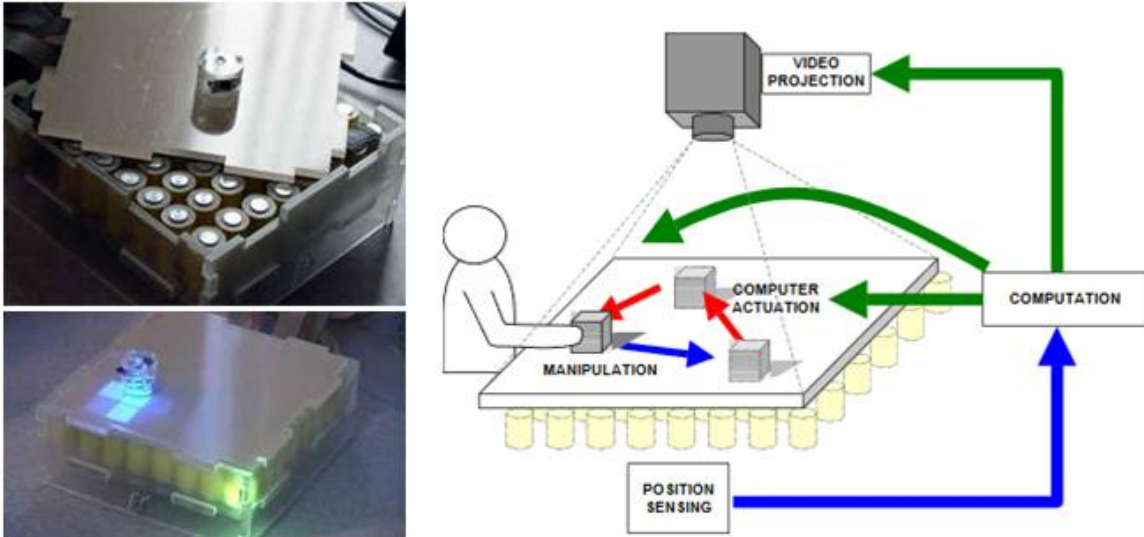 VIDEO
PROJECTION
COMPUTER
ACTUATION
COMPUTATION
MANIPULATION
POSITION
SENSING